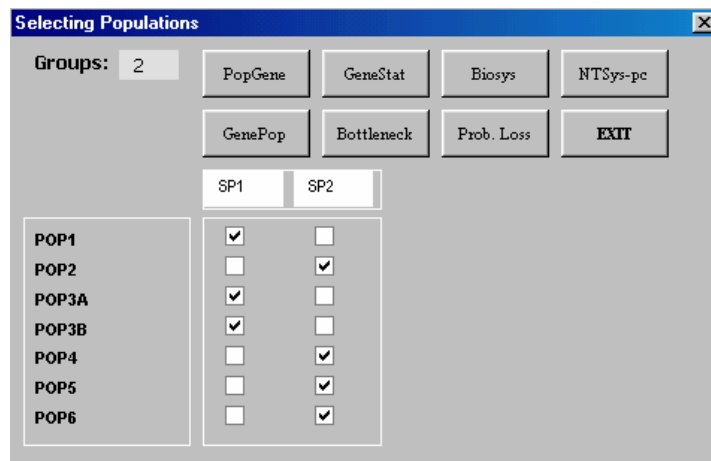 Selecting Populations
Groups: 2 PopGene GeneStat Biosys NTSys-pc
GenePop Bottleneck Prob. Loss EXIT
SP1 SP2
POP1
POP2
POP3A
POP3B
POP4
POP5
POP6